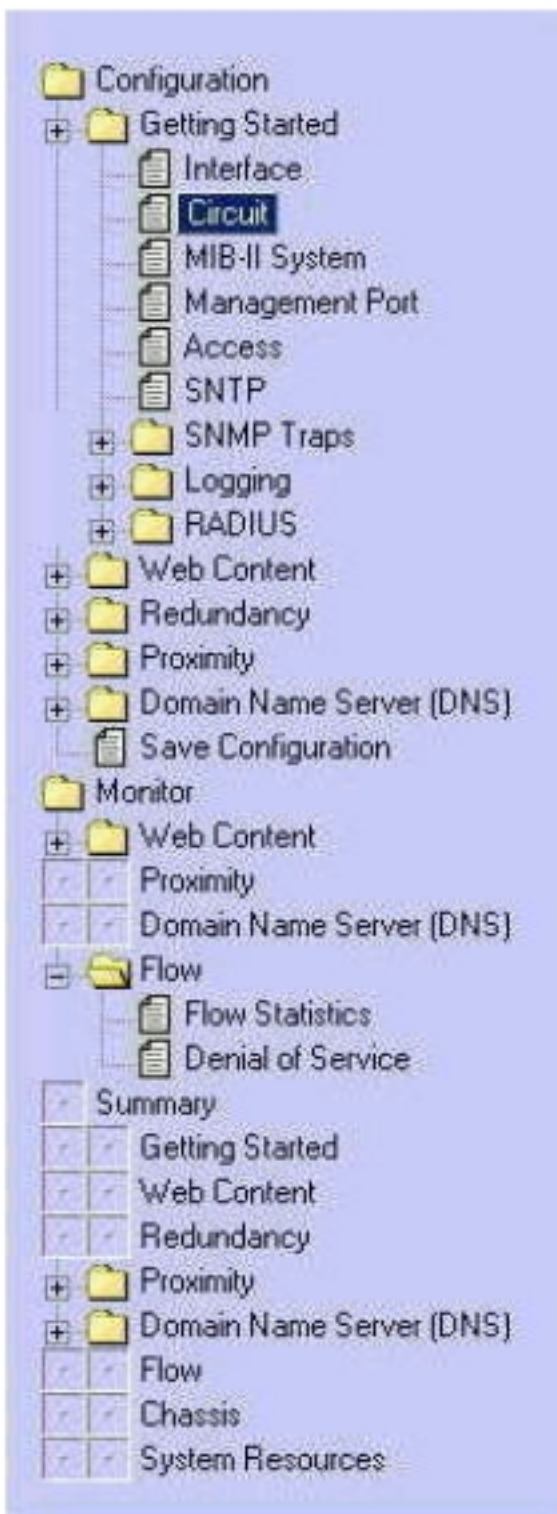 Configuration
Getting Started
Interface
Circuit
MIB-II System
Management Port
Access
SNTP
SNMP Traps
Logging
RADIUS
Web Content
Redundancy
Proximity
Domain Name Server (DNS)
Save Configuration
Monitor
Web Content
Proximity
Domain Name Server (DNS)
Flow
Flow Statistics
Denial of Service
Summary
Getting Started
Web Content
Redundancy
Proximity
Domain Name Server (DNS)
Flow
Chassis
System Resources